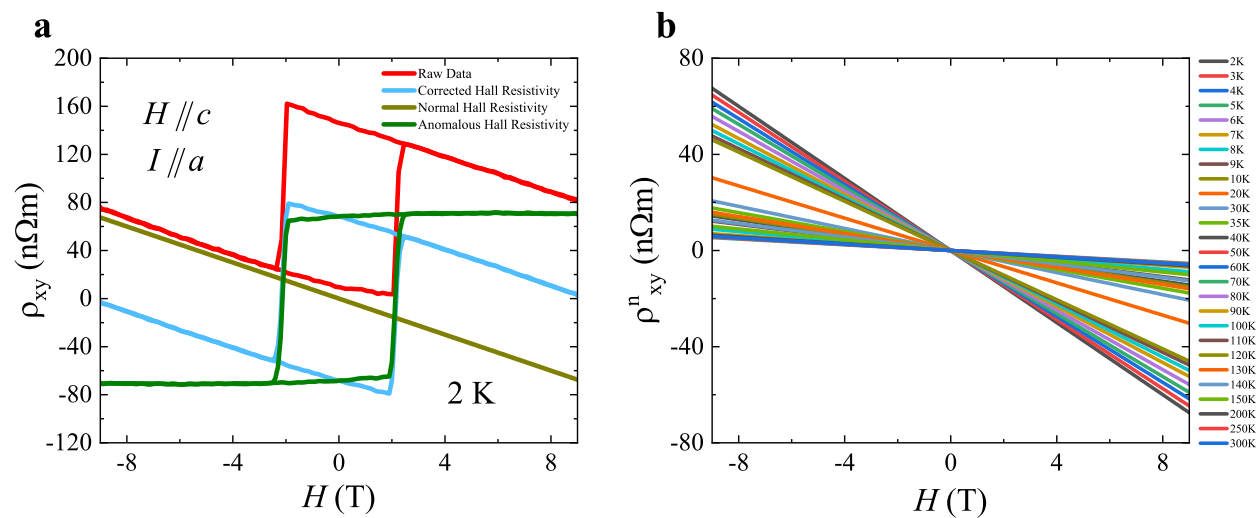 a
200
160
120
80
40
0
-40
-80
-120
-8 -4 0 4 8
ρxy (nΩm)
H (T)
H // c
I // a
Raw Data
Corrected Hall Resistivity
Normal Hall Resistivity
Anomalous Hall Resistivity
2 K
b
80
40
0
-40
-80
-8 -4 0 4 8
ρⁿxy (nΩm)
H (T)
2K
3K
4K
5K
6K
7K
8K
9K
10K
20K
30K
35K
40K
50K
60K
70K
80K
90K
100K
110K
120K
130K
140K
150K
200K
250K
300K